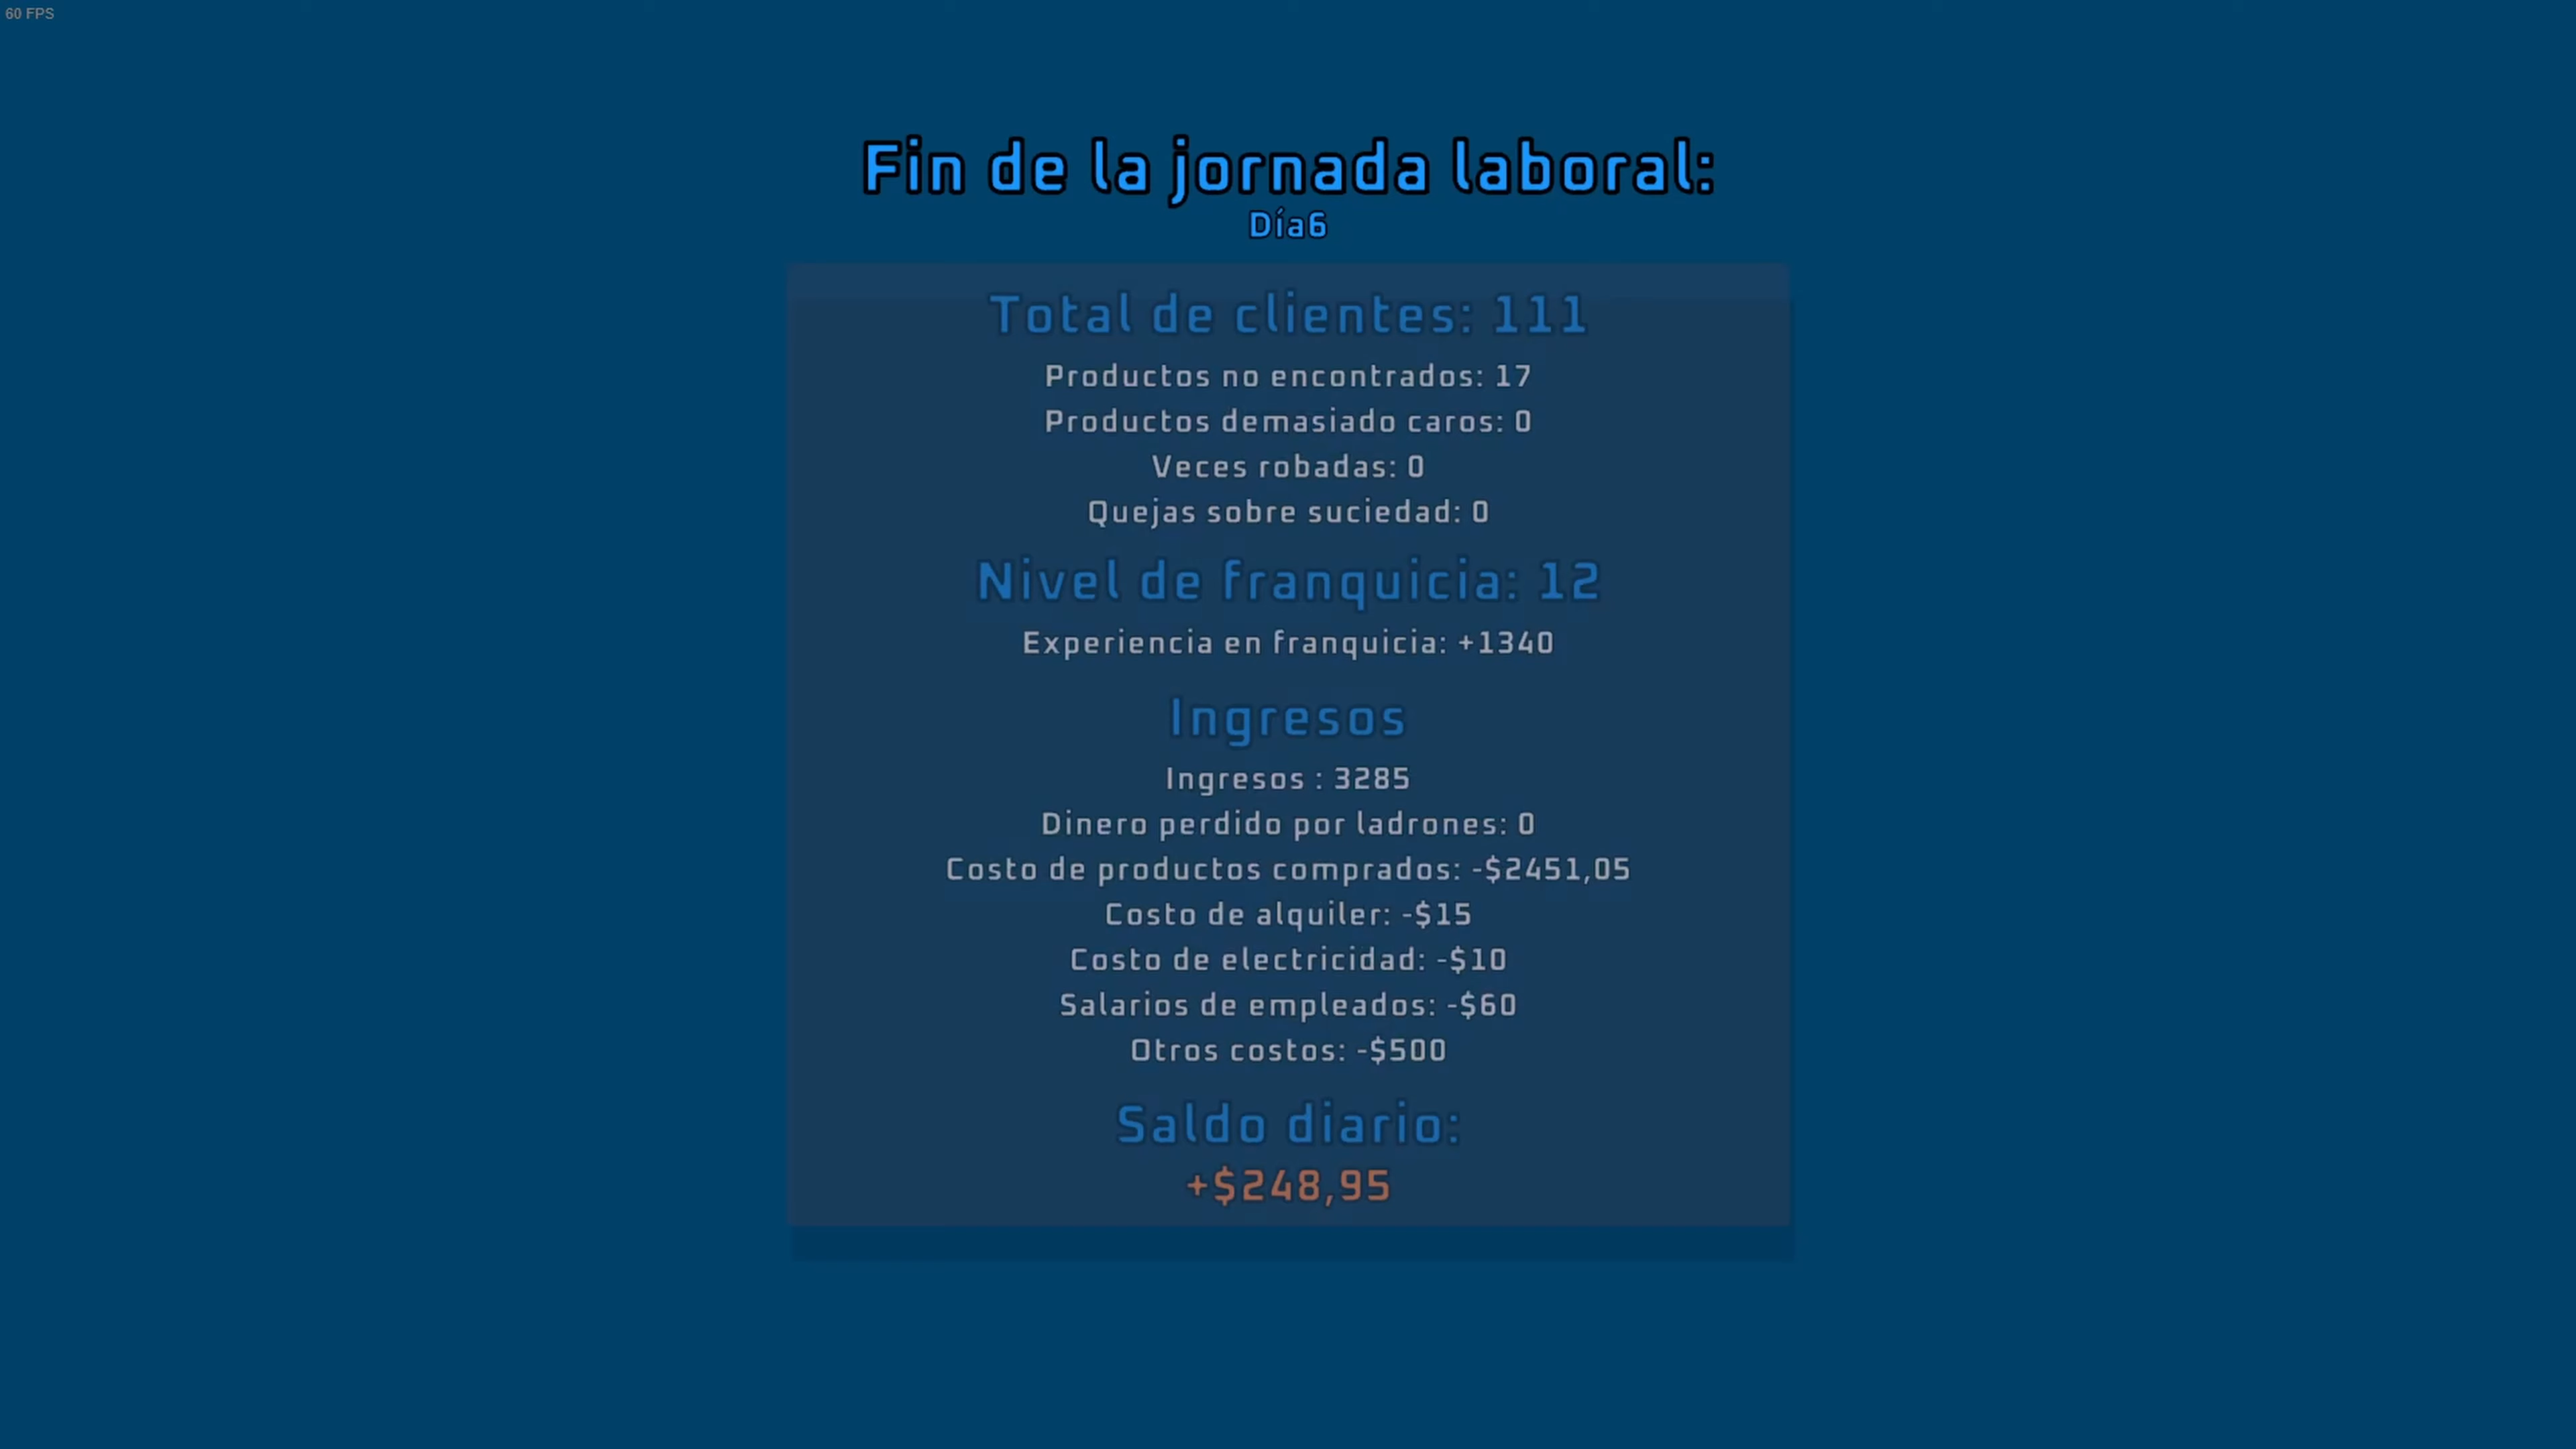 60 FPS
Fin de la jornada laboral:
Día6
Total de clientes: 111
Productos no encontrados: 17
Productos demasiado caros: 0
Veces robadas: 0
Quejas sobre suciedad: 0
Nivel de franquicia: 12
Experiencia en franquicia: +1340
Ingresos
Ingresos : 3285
Dinero perdido por ladrones: 0
Costo de productos comprados: -$2451,05
Costo de alquiler: -$15
Costo de electricidad: -$10
Salarios de empleados: -$60
Otros costos: -$500
Saldo diario:
+$248,95